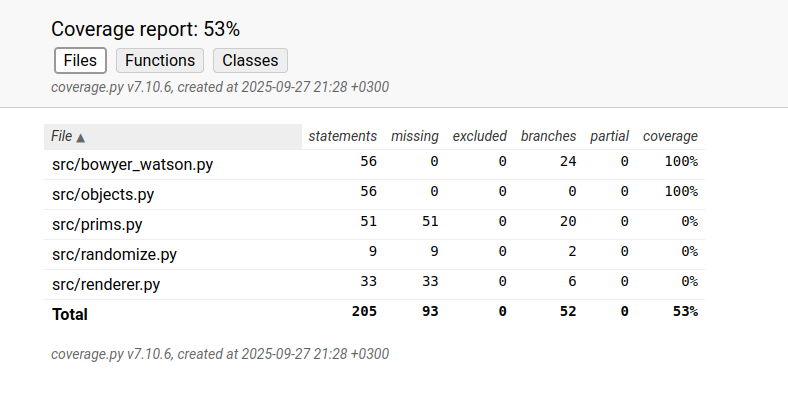 Coverage report: 53%
Files Functions Classes
coverage.py v7.10.6, created at 2025-09-27 21:28 +0300
File ▲ statements missing excluded branches partial coverage
src/bowyer_watson.py 56 0 0 24 0 100%
src/objects.py 56 0 0 0 0 100%
src/prims.py 51 51 0 20 0 0%
src/randomize.py 9 9 0 2 0 0%
src/renderer.py 33 33 0 6 0 0%
Total 205 93 0 52 0 53%
coverage.py v7.10.6, created at 2025-09-27 21:28 +0300